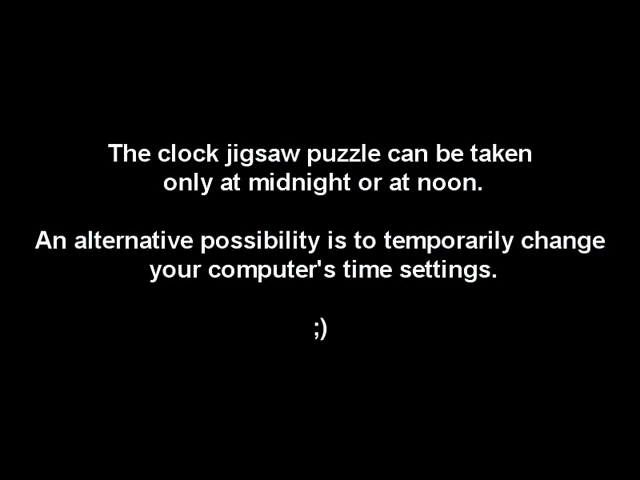 The clock jigsaw puzzle can be taken
only at midnight or at noon.
An alternative possibility is to temporarily change
your computer's time settings.
;)